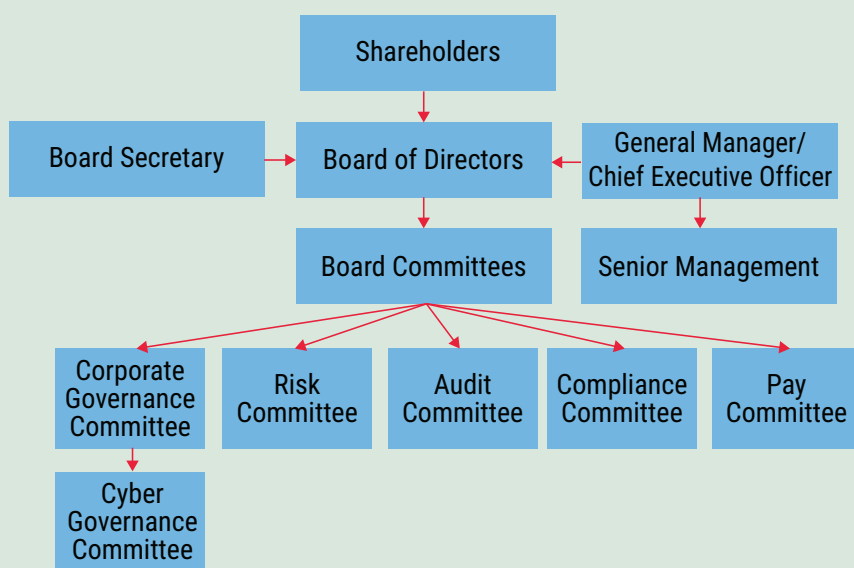 Shareholders
Board Secretary
Board of Directors
General Manager/
Chief Executive Officer
Board Committees
Senior Management
Corporate
Governance
Committee
Risk
Committee
Audit
Committee
Compliance
Committee
Pay
Committee
Cyber
Governance
Committee